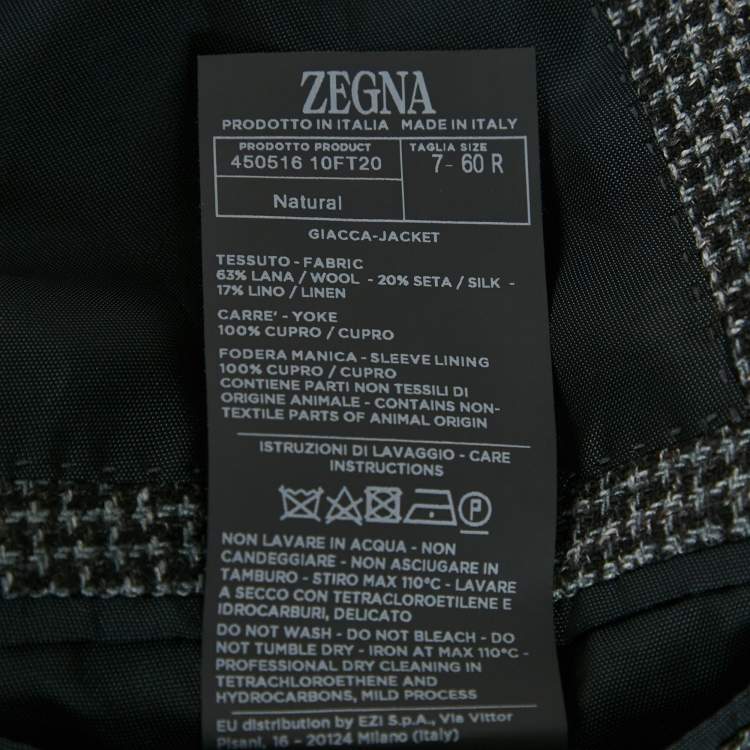 ZEGNA
PRODOTTO IN ITALIA MADE IN ITALY
PRODOTTO PRODUCT
450516 10FT20
TAGLIA SIZE
7- 60 R
Natural
GIACCA-JACKET
TESSUTO - FABRIC
63% LANA / WOOL - 20% SETA / SILK -
17% LINO / LINEN
CARRE' - YOKE
100% CUPRO / CUPRO
FODERA MANICA - SLEEVE LINING
100% CUPRO / CUPRO
CONTIENE PARTI NON TESSILI DI
ORIGINE ANIMALE - CONTAINS NON-
TEXTILE PARTS OF ANIMAL ORIGIN
ISTRUZIONI DI LAVAGGIO - CARE
INSTRUCTIONS
P
NON LAVARE IN ACQUA - NON
CANDEGGIARE - NON ASCIUGARE IN
TAMBURO - STIRO MAX 110°C - LAVARE
A SECCO CON TETRACLOROETILENE E
IDROCARBURI, DELICATO
DO NOT WASH - DO NOT BLEACH - DO
NOT TUMBLE DRY - IRON AT MAX 110°C -
PROFESSIONAL DRY CLEANING IN
TETRACHLOROETHENE AND
HYDROCARBONS, MILD PROCESS
EU distribution by EZI S.p.A., Via Vittor
Pisani, 16 - 20124 Milano (Italy)